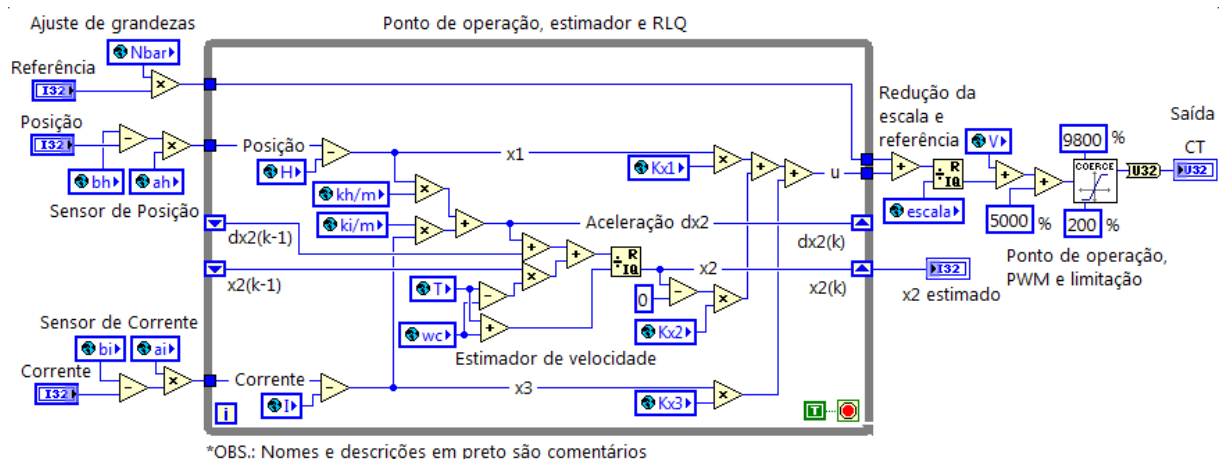 Ajuste de grandezas
Ponto de operação, estimador e RLQ
Nbar
Referência
I32
×
Posição
I32
−
×
bh
ah
Sensor de Posição
Posição
H
−
x1
Kx1
×
+
+
u
kh/m
×
ki/m
×
+
Aceleração dx2
dx2(k-1)
dx2(k)
+
+
R
IQ
x2(k-1)
×
x2
x2(k)
I32
x2 estimado
T
−
0
−
×
wc
+
Kx2
Estimador de velocidade
Sensor de Corrente
bi
ai
Corrente
I32
−
×
Corrente
I
−
x3
Kx3
×
i
T
Redução da
escala e
referência
+
R
IQ
escala
V
+
+
5000 %
9800 %
COERCE
200 %
U32
Saída
CT
U32
Ponto de operação,
PWM e limitação
*OBS.: Nomes e descrições em preto são comentários